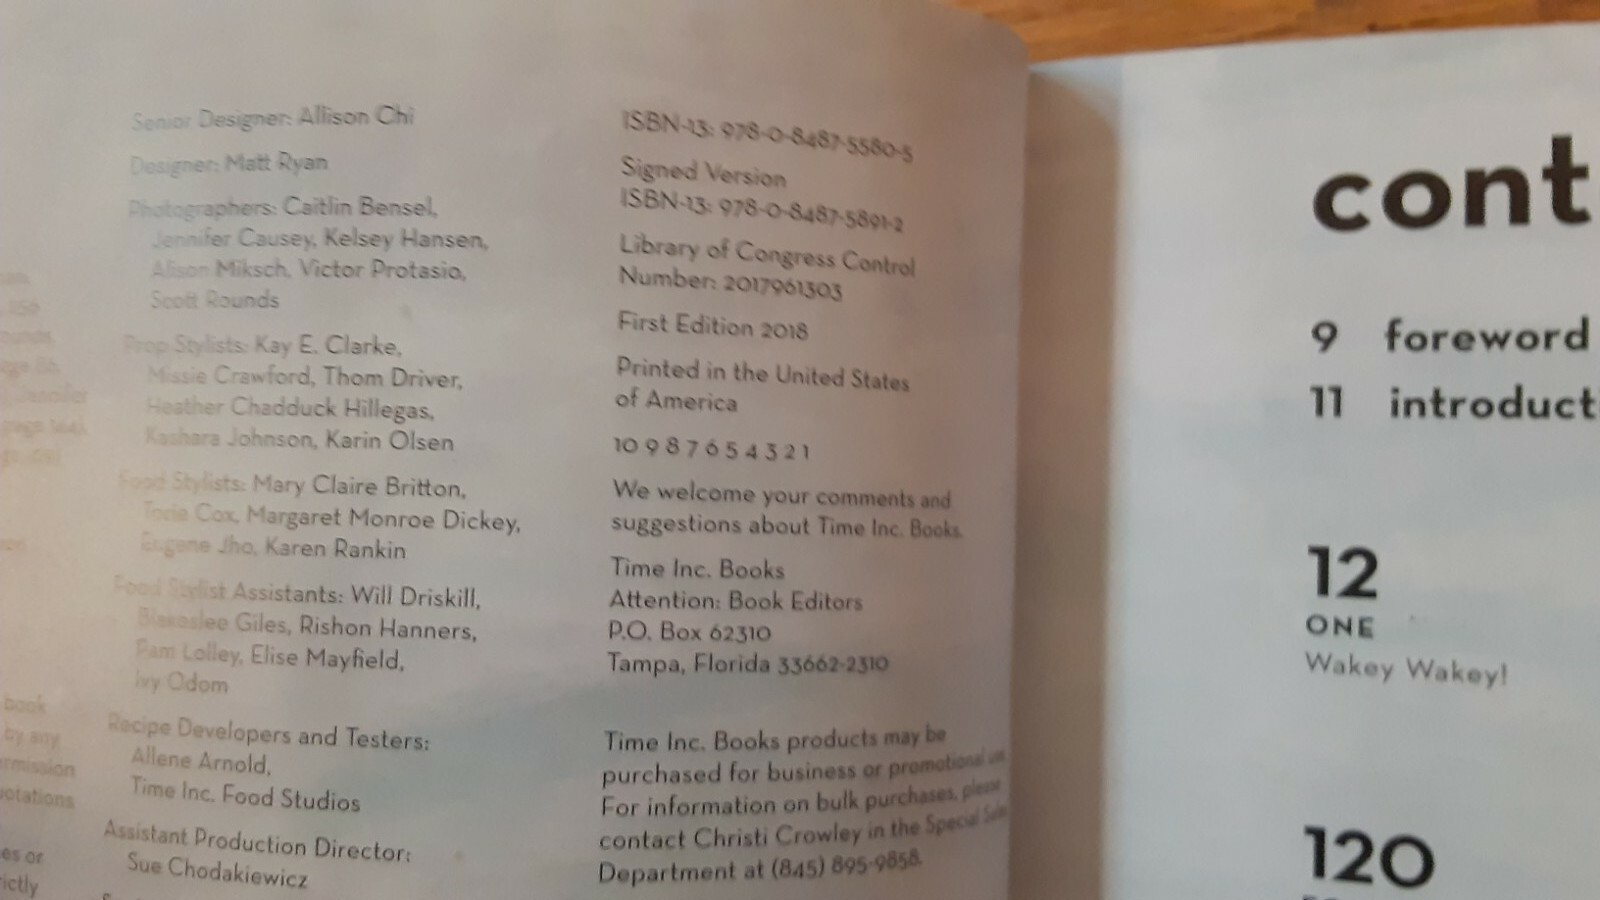 Senior Designer: Allison Chi
Designer: Matt Ryan
Photographers: Caitlin Bensel,
Jennifer Causey, Kelsey Hansen,
Alison Miksch, Victor Protasio,
Scott Rounds
Prop Stylists: Kay E. Clarke,
Missie Crawford, Thom Driver,
Heather Chadduck Hillegas,
Kashara Johnson, Karin Olsen
Food Stylists: Mary Claire Britton,
Torie Cox, Margaret Monroe Dickey,
Eugene Jho, Karen Rankin
Food Stylist Assistants: Will Driskill,
Blakeslee Giles, Rishon Hanners,
Pam Lolley, Elise Mayfield,
Ivy Odom
Recipe Developers and Testers:
Allene Arnold,
Time Inc. Food Studios
Assistant Production Director:
Sue Chodakiewicz
book
by any
ISBN-13: 978-0-8487-5580-5
Signed Version
ISBN-13: 978-0-8487-5891-2
Library of Congress Control
Number: 2017961303
First Edition 2018
Printed in the United States
of America
10 9 8 7 6 5 4 3 2 1
We welcome your comments and
suggestions about Time Inc. Books.
Time Inc. Books
Attention: Book Editors
P.O. Box 62310
Tampa, Florida 33662-2310
Time Inc. Books products may be
purchased for business or promotional
For information on bulk purchases, please
contact Christi Crowley in the Special Sales
Department at (845) 895-9858.
cont
9 foreword
11 introduct
12
ONE
Wakey Wakey!
120